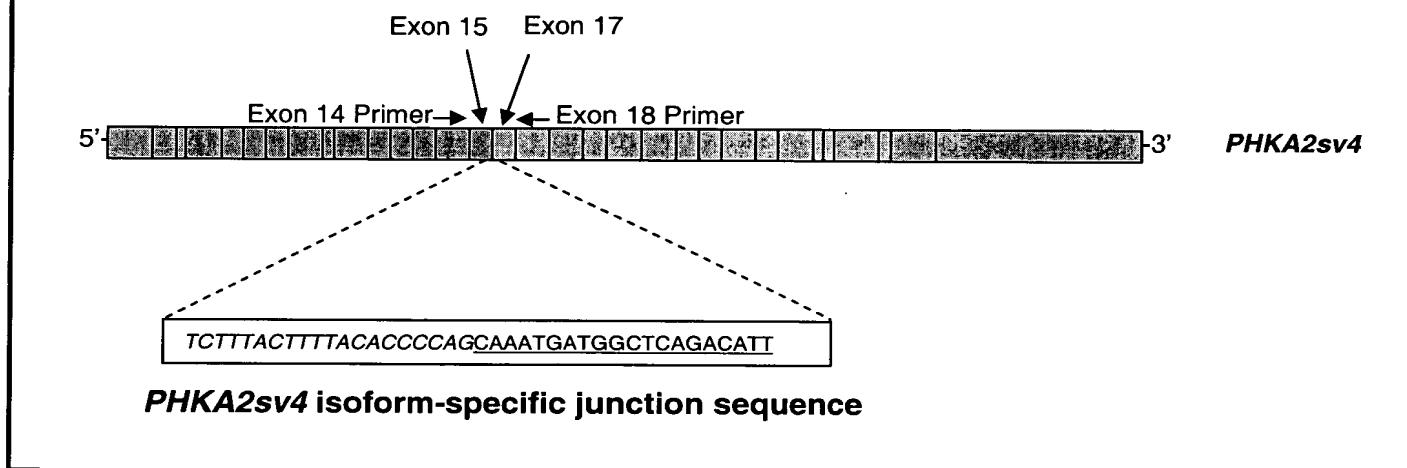 Exon 15 Exon 17
Exon 14 Primer Exon 18 Primer
5' -3' PHKA2sv4
TCTTTACTTTTACACCCCAGCAAATGATGGCTCAGACATT
PHKA2sv4 isoform-specific junction sequence